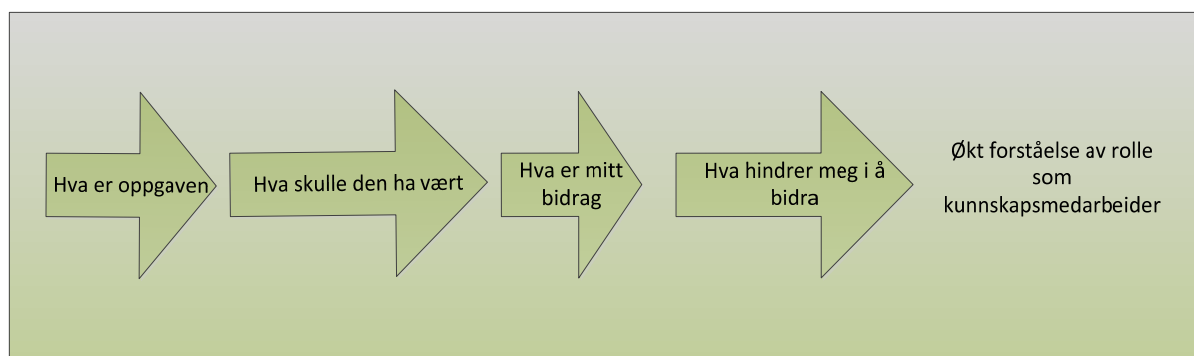 Hva er oppgaven
Hva skulle den ha vært
Hva er mitt
bidrag
Hva hindrer meg i å
bidra
Økt forståelse av rolle
som
kunnskapsmedarbeider